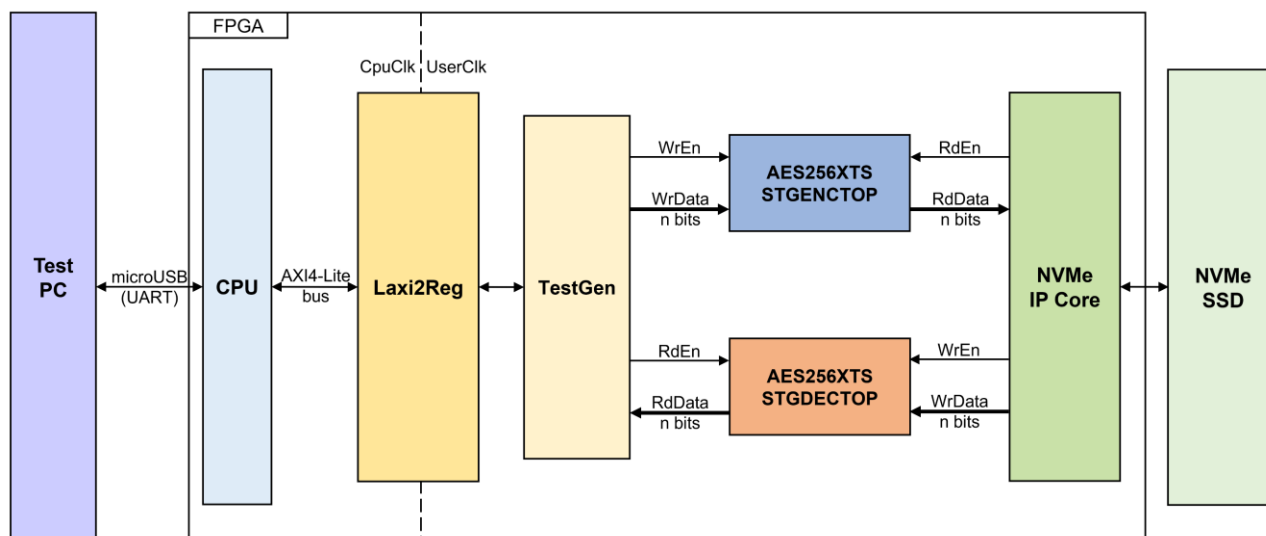 FPGA
CpuClk
UserClk
Test
PC
microUSB
(UART)
CPU
AXI4-Lite
bus
Laxi2Reg
TestGen
WrEn
WrData
n bits
AES256XTS
STGENCTOP
RdEn
RdData
n bits
RdEn
RdData
n bits
AES256XTS
STGDECTOP
WrEn
WrData
n bits
NVMe
IP Core
NVMe
SSD